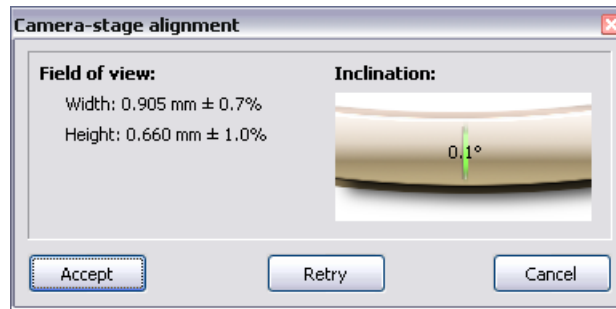 Camera-stage alignment
Field of view:
Width: 0.905 mm ± 0.7%
Height: 0.660 mm ± 1.0%
Inclination:
0.1°
Accept Retry Cancel